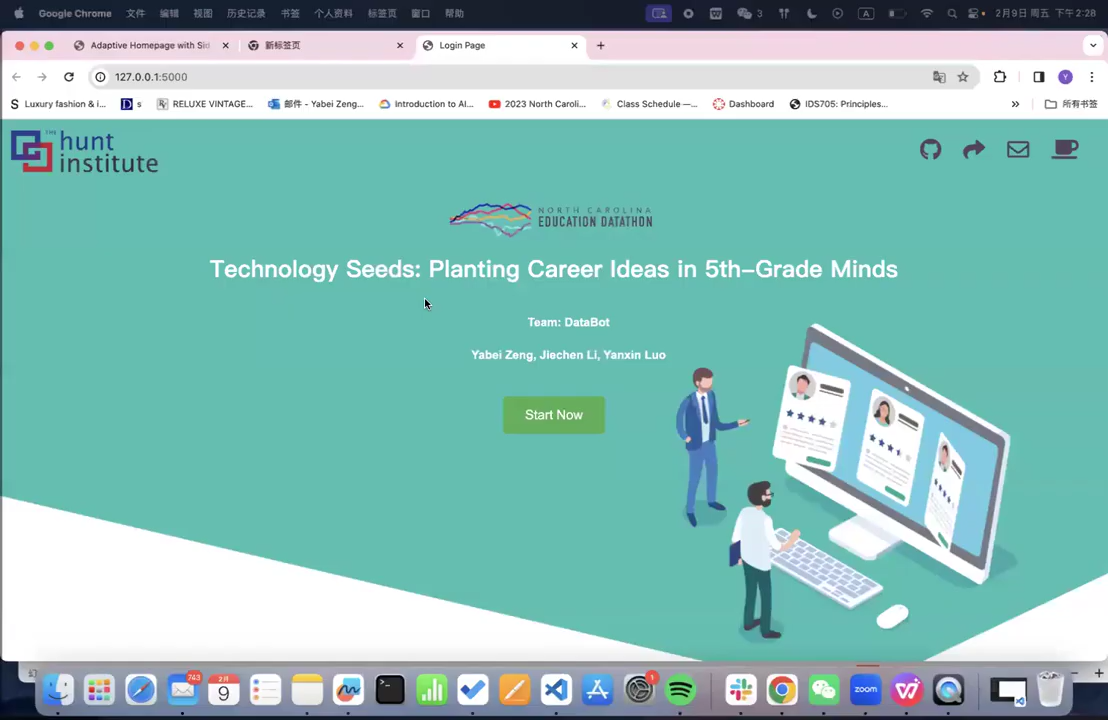 Google Chrome 文件 编辑 视图 历史记录 书签 个人资料 标签页 窗口 帮助 3 A 2月9日 周五 下午 2:28
Adaptive Homepage with Sid
新标签页
Login Page
127.0.0.1:5000
Y
S Luxury fashion & i...
D s
RELUXE VINTAGE...
邮件 - Yabei Zeng...
Introduction to AI...
2023 North Caroli...
Class Schedule —...
Dashboard
IDS705: Principles...
»
所有书签
THE
hunt
institute
NORTH CAROLINA
EDUCATION DATATHON
Technology Seeds: Planting Career Ideas in 5th-Grade Minds
Team: DataBot
Yabei Zeng, Jiechen Li, Yanxin Luo
Start Now
743
2月
9
1
zoom